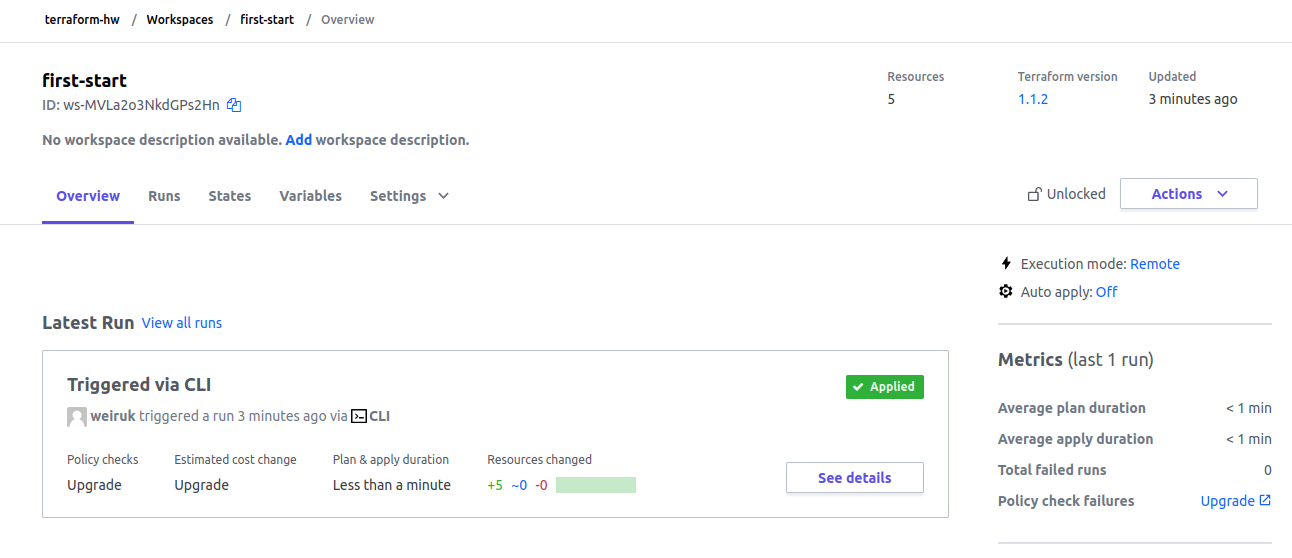 terraform-hw / Workspaces / first-start / Overview
first-start
ID: ws-MVLa2o3NkdGPs2Hn
No workspace description available. Add workspace description.
Resources
5
Terraform version
1.1.2
Updated
3 minutes ago
Overview Runs States Variables Settings
Unlocked
Actions
Execution mode: Remote
Auto apply: Off
Latest Run View all runs
Triggered via CLI
Applied
weiruk triggered a run 3 minutes ago via CLI
Policy checks
Upgrade
Estimated cost change
Upgrade
Plan & apply duration
Less than a minute
Resources changed
+5 ~0 -0
See details
Metrics (last 1 run)
Average plan duration < 1 min
Average apply duration < 1 min
Total failed runs 0
Policy check failures Upgrade